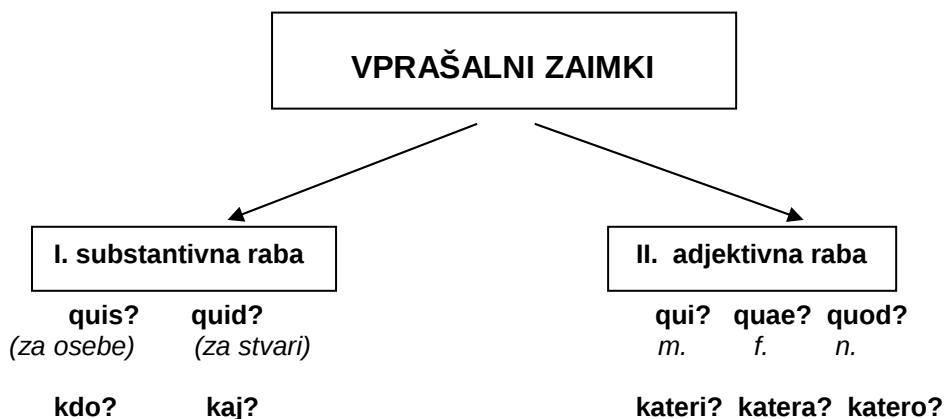 VPRAŠALNI ZAIMKI
I. substantivna raba
quis? quid?
(za osebe) (za stvari)
kdo? kaj?
II. adjektivna raba
qui? quae? quod?
m. f. n.
kateri? katera? katero?